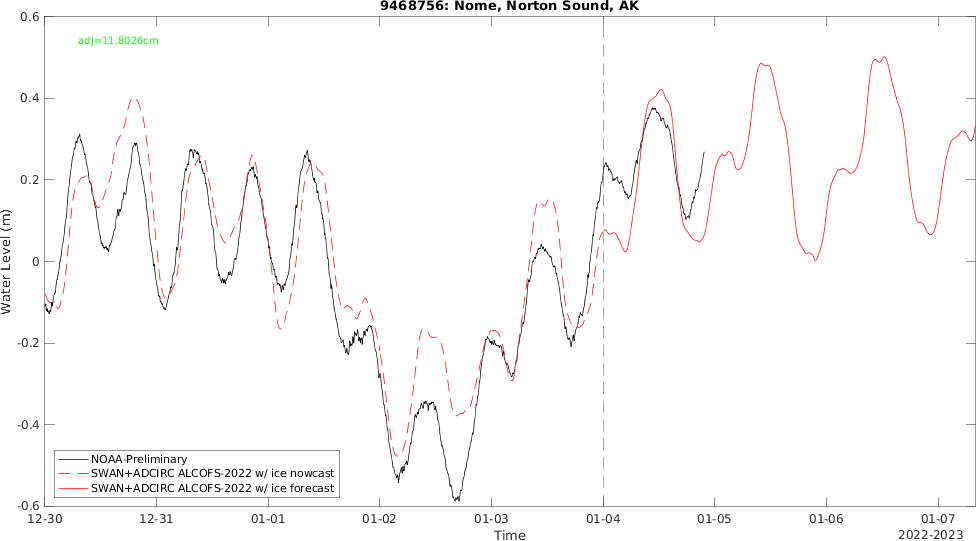 9468756: Nome, Norton Sound, AK
adj=11.8026cm
0.6
0.4
0.2
0
-0.2
-0.4
-0.6
Water Level (m)
NOAA-Preliminary
SWAN+ADCIRC ALCOFS-2022 w/ ice nowcast
SWAN+ADCIRC ALCOFS-2022 w/ ice forecast
12-30 12-31 01-01 01-02 01-03 01-04 01-05 01-06 01-07
Time
2022-2023